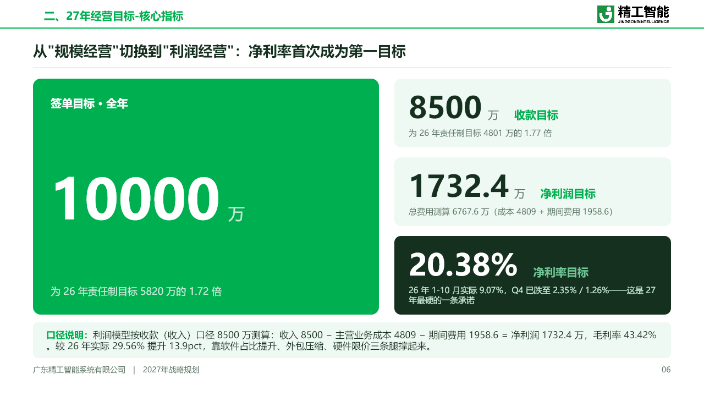 二、27年经营目标-核心指标
精工智能
从"规模经营"切换到"利润经营"：净利率首次成为第一目标
签单目标·全年
10000 万
为 26 年责任制目标 5820 万的 1.72 倍
8500 万 收款目标
为 26 年责任制目标 4801 万的 1.77 倍
1732.4 万 净利润目标
总费用测算 6767.6 万（成本 4809 + 期间费用 1958.6）
20.38% 净利率目标
26 年 1-10 月实际 9.07%，Q4 已跌至 2.35% / 1.26%——这是 27
年最硬的一条承诺
口径说明：利润模型按收款（收入）口径 8500 万测算：收入 8500 − 主营业务成本 4809 − 期间费用 1958.6 = 净利润 1732.4 万，毛利率 43.42%
，较 26 年实际 29.56% 提升 13.9pct，靠软件占比提升、外包压缩、硬件限价三条腿撑起来。
广东精工智能系统有限公司 | 2027年战略规划
06